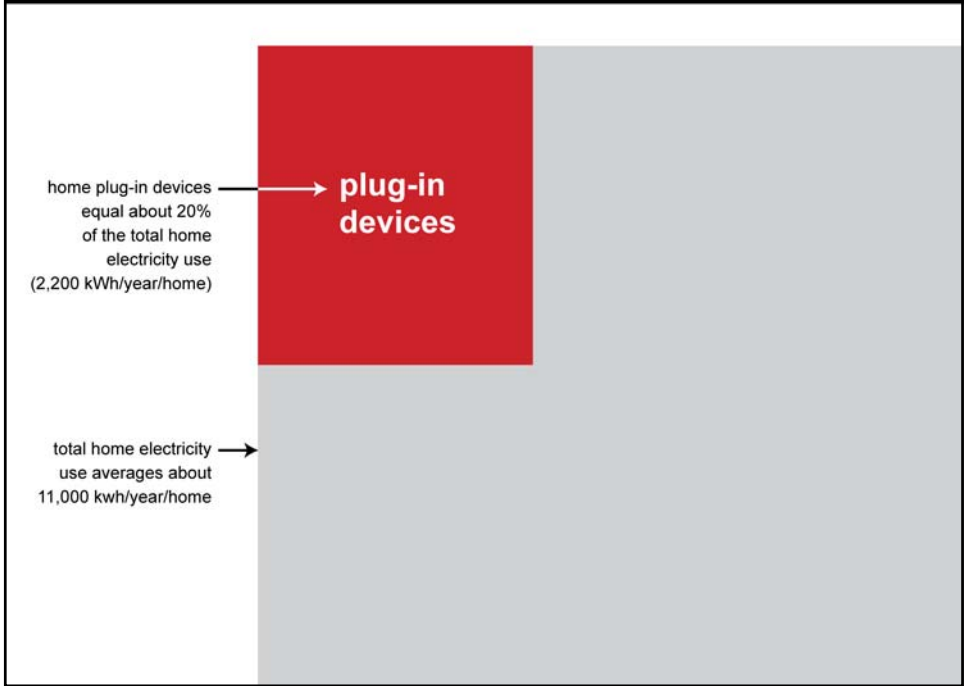 home plug-in devices
equal about 20%
of the total home
electricity use
(2,200 kWh/year/home)
plug-in
devices
total home electricity
use averages about
11,000 kwh/year/home